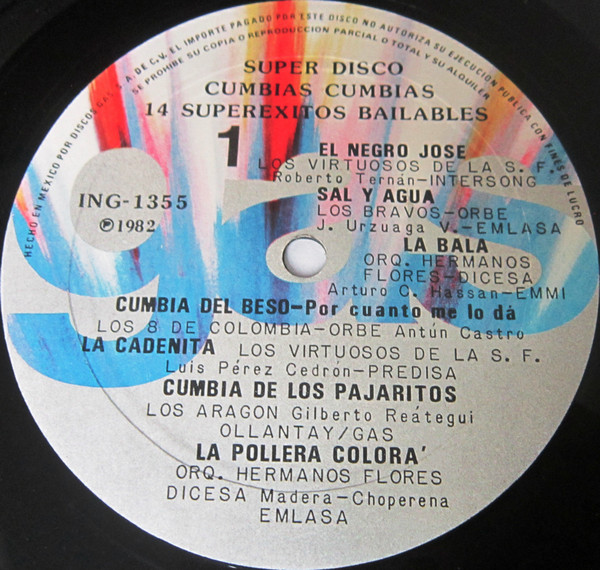 HECHO EN MEXICO POR DISCOS GAS, S.A. DE C.V. EL IMPORTE PAGADO POR ESTE DISCO NO AUTORIZA SU EJECUCION PUBLICA CON FINES DE LUCRO
SE PROHIBE SU COPIA O REPRODUCCION PARCIAL O TOTAL Y SU ALQUILER
SUPER DISCO
CUMBIAS CUMBIAS
14 SUPEREXITOS BAILABLES
1
gas
ING-1355
℗1982
EL NEGRO JOSE
LOS VIRTUOSOS DE LA S. F.
Roberto Ternán-INTERSONG
SAL Y AGUA
LOS BRAVOS-ORBE
J. Urzuaga V.-EMLASA
LA BALA
ORQ. HERMANOS
FLORES-DICESA
Arturo C. Hassan-EMMI
CUMBIA DEL BESO-Por cuanto me lo dá
LOS 8 DE COLOMBIA-ORBE Antún Castro
LA CADENITA LOS VIRTUOSOS DE LA S. F.
Luis Pérez Cedrón-PREDISA
CUMBIA DE LOS PAJARITOS
LOS ARAGON Gilberto Reátegui
OLLANTAY/GAS
LA POLLERA COLORA'
ORQ. HERMANOS FLORES
DICESA Madera-Choperena
EMLASA